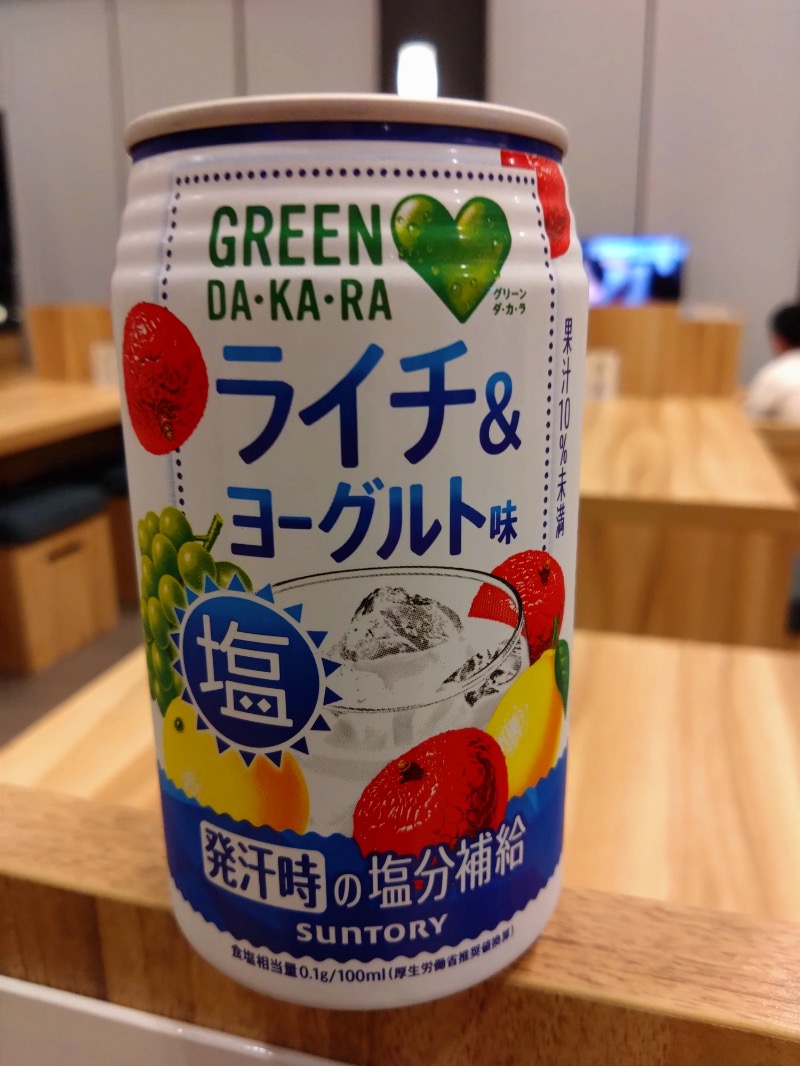 GREEN
DA・KA・RA
グリーン
ダ・カ・ラ
ライチ&
ヨーグルト味
果汁10%未満
塩
発汗時の塩分補給
SUNTORY
食塩相当量0.1g/100ml(厚生労働省推奨値換算)